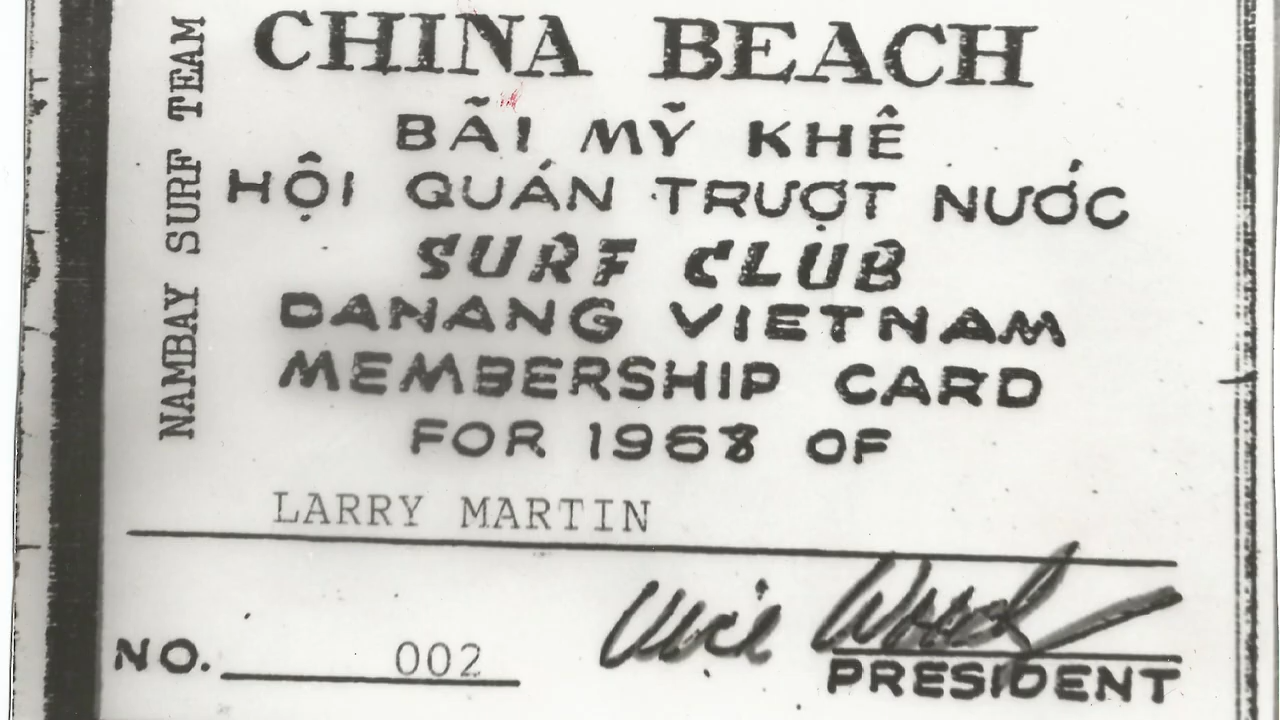 NAMBAY SURF TEAM
CHINA BEACH
BÃI MỸ KHÊ
HỘI QUÁN TRƯỢT NƯỚC
SURF CLUB
DANANG VIETNAM
MEMBERSHIP CARD
FOR 1968 OF
LARRY MARTIN
NO. 002
PRESIDENT